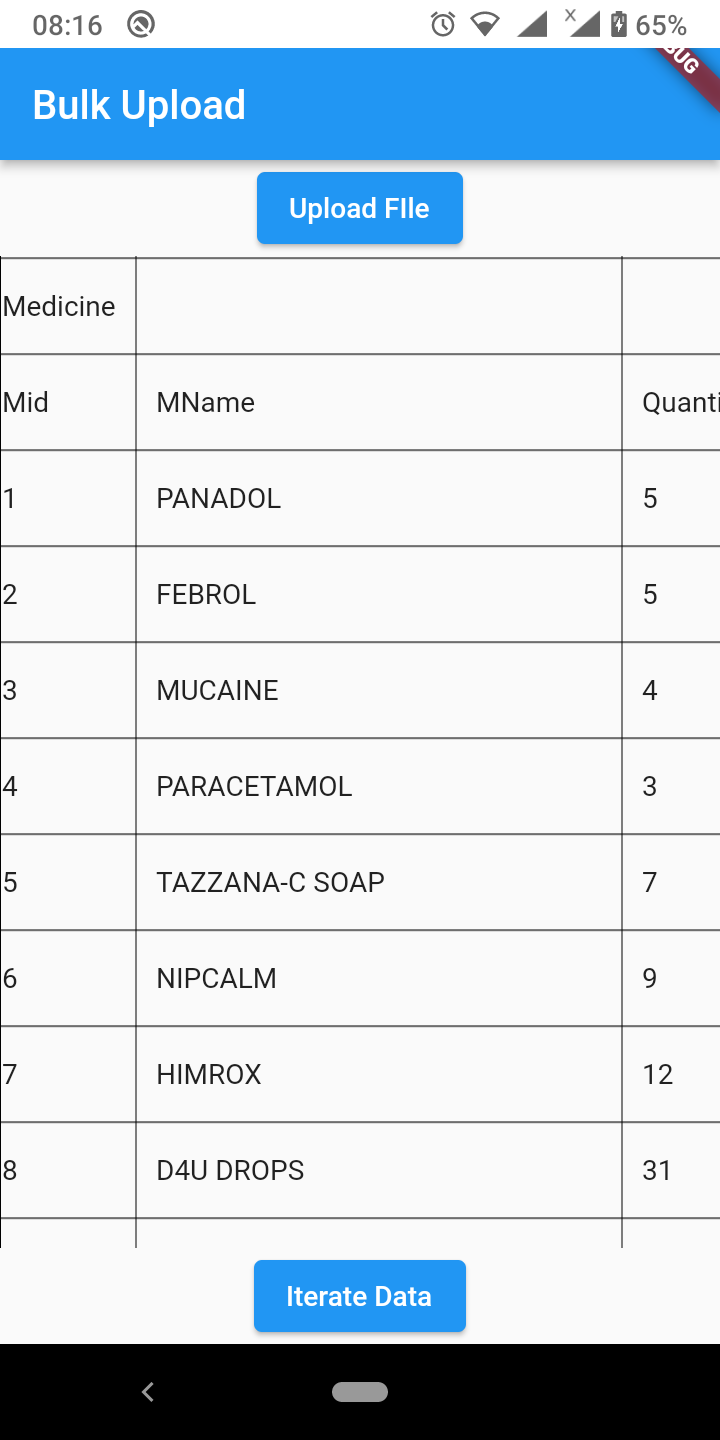 08:16 65%
BUG
Bulk Upload
Upload FIle
Medicine
Mid MName Quanti
1 PANADOL 5
2 FEBROL 5
3 MUCAINE 4
4 PARACETAMOL 3
5 TAZZANA-C SOAP 7
6 NIPCALM 9
7 HIMROX 12
8 D4U DROPS 31
Iterate Data